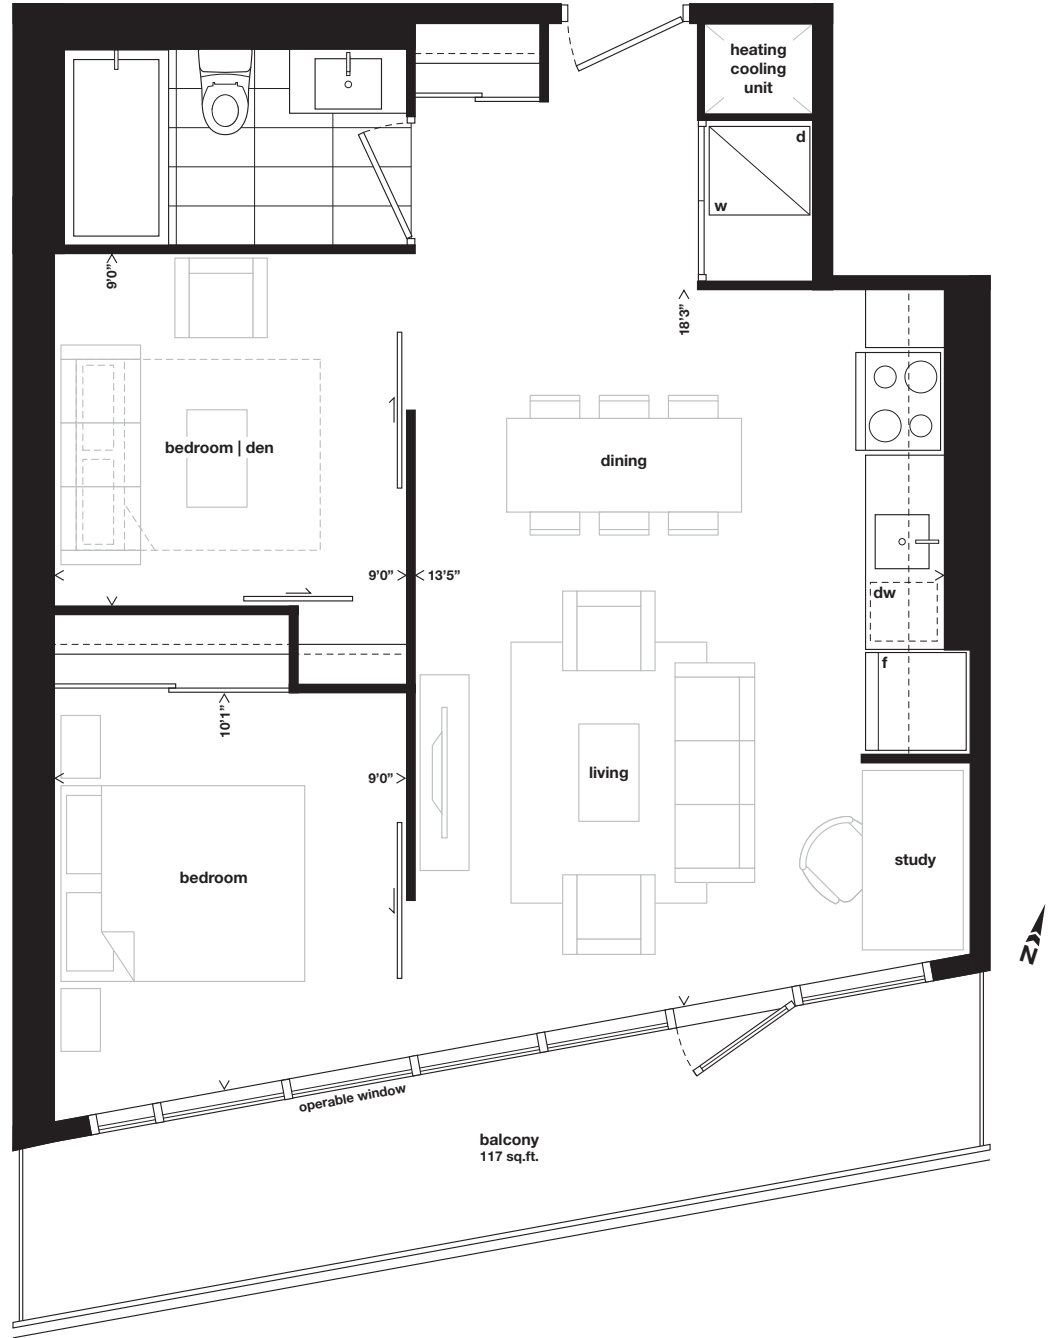 heating
cooling
unit
d
w
9'0"
18'3"
bedroom | den
dining
9'0"
13'5"
dw
f
10'1"
9'0"
living
study
bedroom
N
operable window
balcony
117 sq.ft.